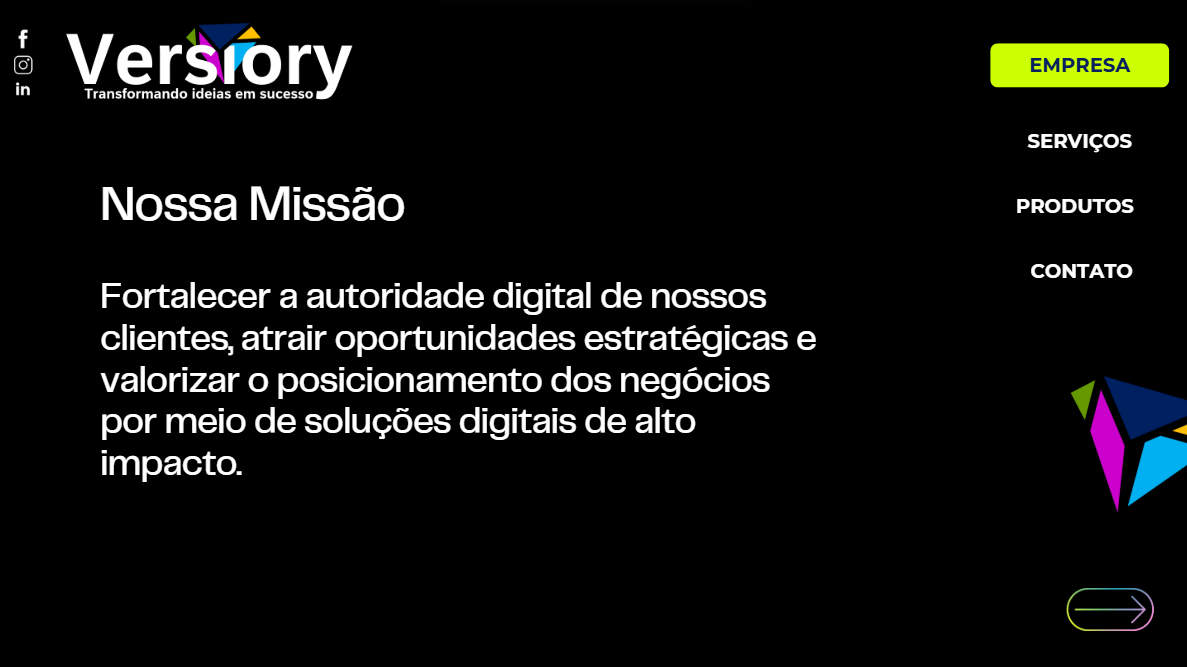 Versiory
Transformando ideias em sucesso
EMPRESA
SERVIÇOS
PRODUTOS
CONTATO
Nossa Missão
Fortalecer a autoridade digital de nossos
clientes, atrair oportunidades estratégicas e
valorizar o posicionamento dos negócios
por meio de soluções digitais de alto
impacto.